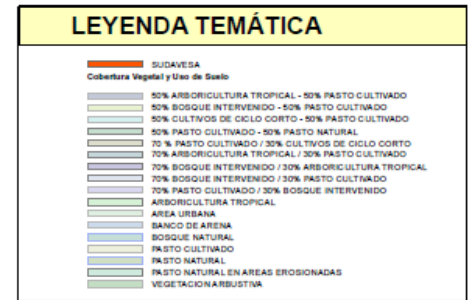 LEYENDA TEMÁTICA
SUDAVESA
Cobertura Vegetal y Uso de Suelo
50% ARBORICULTURA TROPICAL - 50% PASTO CULTIVADO
50% BOSQUE INTERVENIDO - 50% PASTO CULTIVADO
50% CULTIVOS DE CICLO CORTO - 50% PASTO CULTIVADO
50% PASTO CULTIVADO - 50% PASTO NATURAL
70 % PASTO CULTIVADO / 30% CULTIVOS DE CICLO CORTO
70% ARBORICULTURA TROPICAL / 30% PASTO CULTIVADO
70% BOSQUE INTERVENIDO / 30% ARBORICULTURA TROPICAL
70% BOSQUE INTERVENIDO / 30% PASTO CULTIVADO
70% PASTO CULTIVADO / 30% BOSQUE INTERVENIDO
ARBORICULTURA TROPICAL
AREA URBANA
BANCO DE ARENA
BOSQUE NATURAL
PASTO CULTIVADO
PASTO NATURAL
PASTO NATURAL EN AREAS EROSIONADAS
VEGETACION ARBUSTIVA